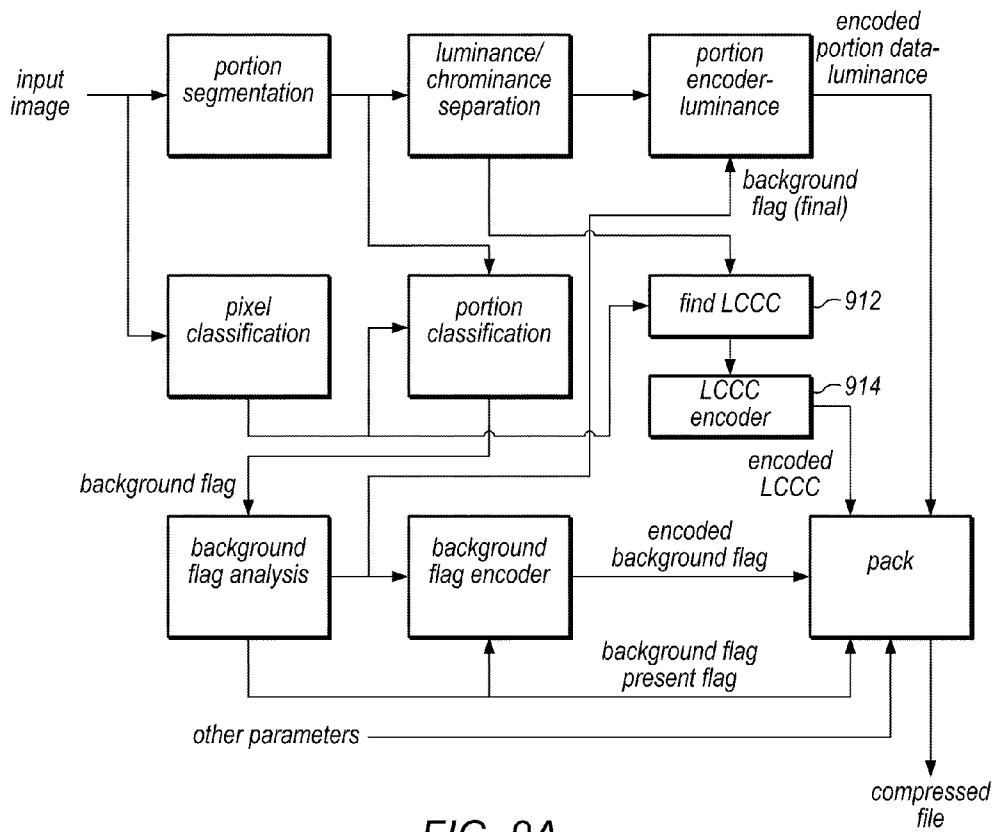 input
image
portion
segmentation
luminance/
chrominance
separation
portion
encoder-
luminance
encoded
portion data-
luminance
background
flag (final)
pixel
classification
portion
classification
find LCCC
912
LCCC
encoder
914
encoded
LCCC
background flag
background
flag analysis
background
flag encoder
encoded
background flag
pack
background flag
present flag
other parameters
compressed
file
FIG. 9A